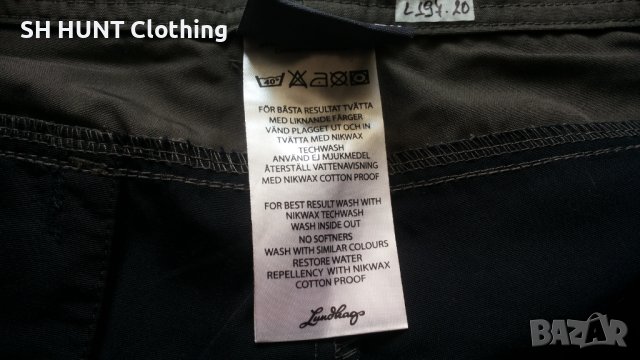 SH HUNT Clothing
L197.20
40°
FÖR BÄSTA RESULTAT TVÄTTA
MED LIKNANDE FÄRGER
VÄND PLAGGET UT OCH IN
TVÄTTA MED NIKWAX
TECHWASH
ANVÄND EJ MJUKMEDEL
ÅTERSTÄLL VATTENAVISNING
MED NIKWAX COTTON PROOF
FOR BEST RESULT WASH WITH
NIKWAX TECHWASH
WASH INSIDE OUT
NO SOFTNERS
WASH WITH SIMILAR COLOURS
RESTORE WATER
REPELLENCY WITH NIKWAX
COTTON PROOF
Lundhags
BAZAR